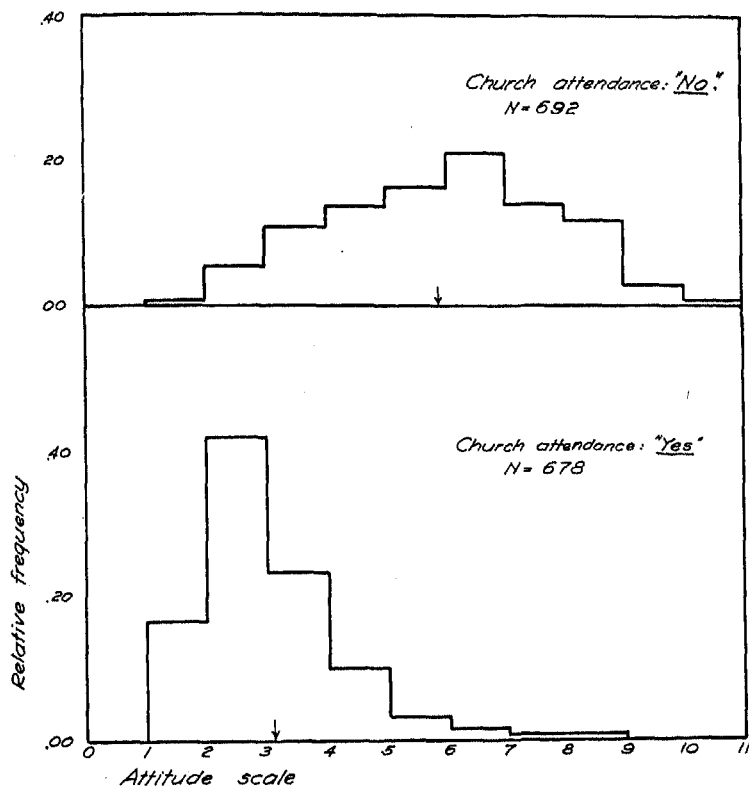 .40
Church attendance: "No".
N = 692
.20
.00
.40
Church attendance: "Yes"
N = 678
.20
.00
Relative frequency
0 1 2 3 4 5 6 7 8 9 10 11
Attitude scale